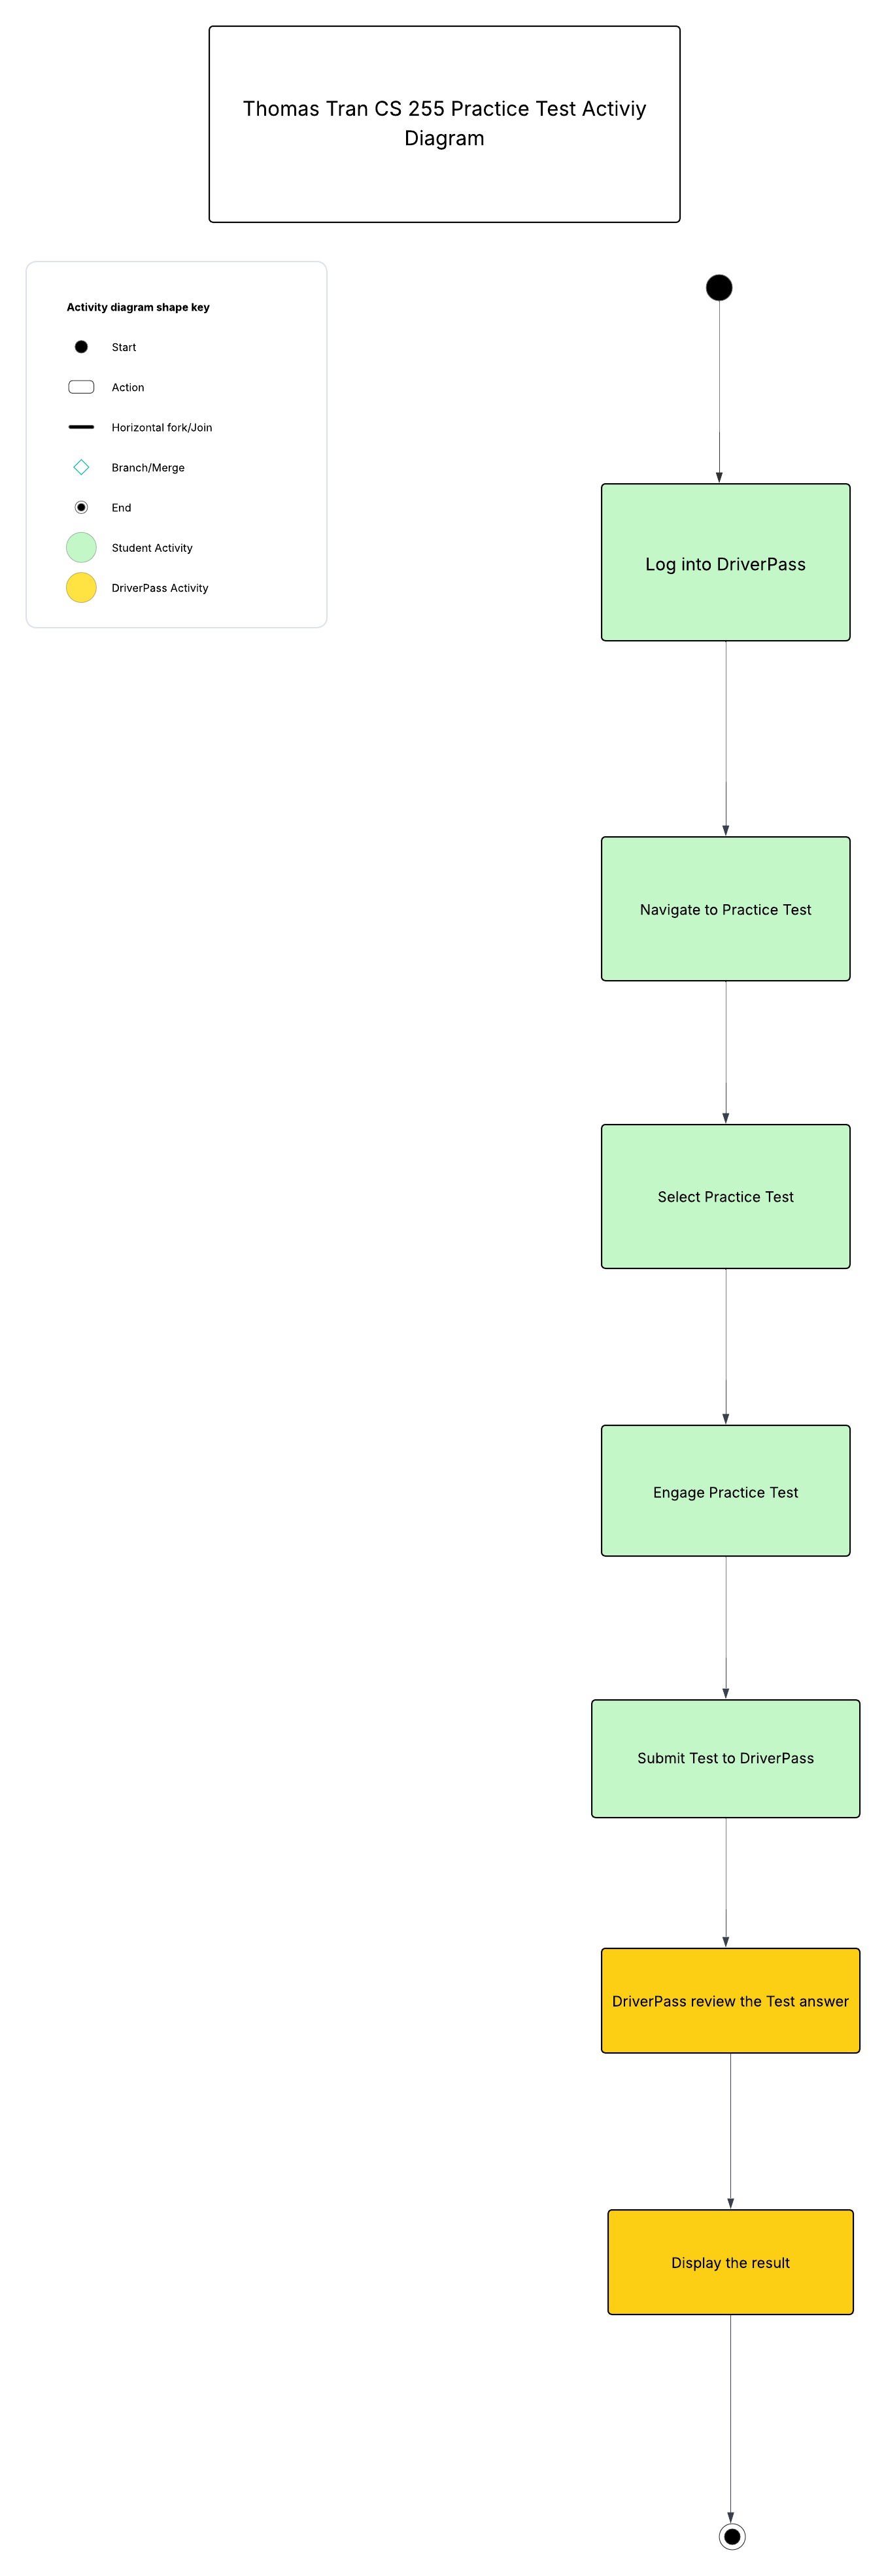 Thomas Tran CS 255 Practice Test Activiy
Diagram
Activity diagram shape key
Start
Action
Horizontal fork/Join
Branch/Merge
End
Student Activity
DriverPass Activity
Log into DriverPass
Navigate to Practice Test
Select Practice Test
Engage Practice Test
Submit Test to DriverPass
DriverPass review the Test answer
Display the result